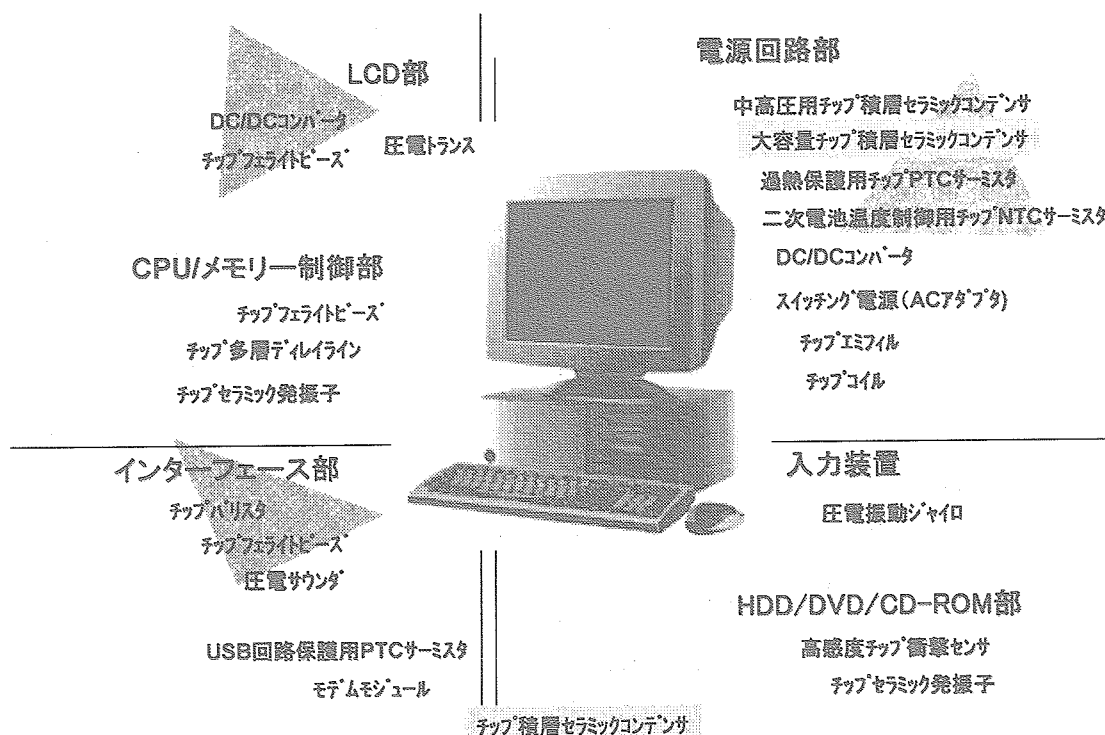 LCD部
DC/DCｺﾝﾊﾞｰﾀ
ﾁｯﾌﾟﾌｪﾗｲﾄﾋﾞｰｽﾞ
圧電ﾄﾗﾝｽ
電源回路部
中高圧用ﾁｯﾌﾟ積層ｾﾗﾐｯｸｺﾝﾃﾞﾝｻ
大容量ﾁｯﾌﾟ積層ｾﾗﾐｯｸｺﾝﾃﾞﾝｻ
過熱保護用ﾁｯﾌﾟPTCｻｰﾐｽﾀ
二次電池温度制御用ﾁｯﾌﾟNTCｻｰﾐｽﾀ
DC/DCｺﾝﾊﾞｰﾀ
ｽｲｯﾁﾝｸﾞ電源(ACｱﾀﾞﾌﾟﾀ)
ﾁｯﾌﾟｴﾐﾌｨﾙ
ﾁｯﾌﾟｺｲﾙ
CPU/メモリー制御部
ﾁｯﾌﾟﾌｪﾗｲﾄﾋﾞｰｽﾞ
ﾁｯﾌﾟ多層ﾃﾞｨﾚｲﾗｲﾝ
ﾁｯﾌﾟｾﾗﾐｯｸ発振子
インターフェース部
ﾁｯﾌﾟﾊﾞﾘｽﾀ
ﾁｯﾌﾟﾌｪﾗｲﾄﾋﾞｰｽﾞ
圧電ｻｳﾝﾀﾞ
USB回路保護用PTCｻｰﾐｽﾀ
ﾓﾃﾞﾑﾓｼﾞｭｰﾙ
入力装置
圧電振動ｼﾞｬｲﾛ
HDD/DVD/CD-ROM部
高感度ﾁｯﾌﾟ衝撃ｾﾝｻ
ﾁｯﾌﾟｾﾗﾐｯｸ発振子
ﾁｯﾌﾟ積層ｾﾗﾐｯｸｺﾝﾃﾞﾝｻ